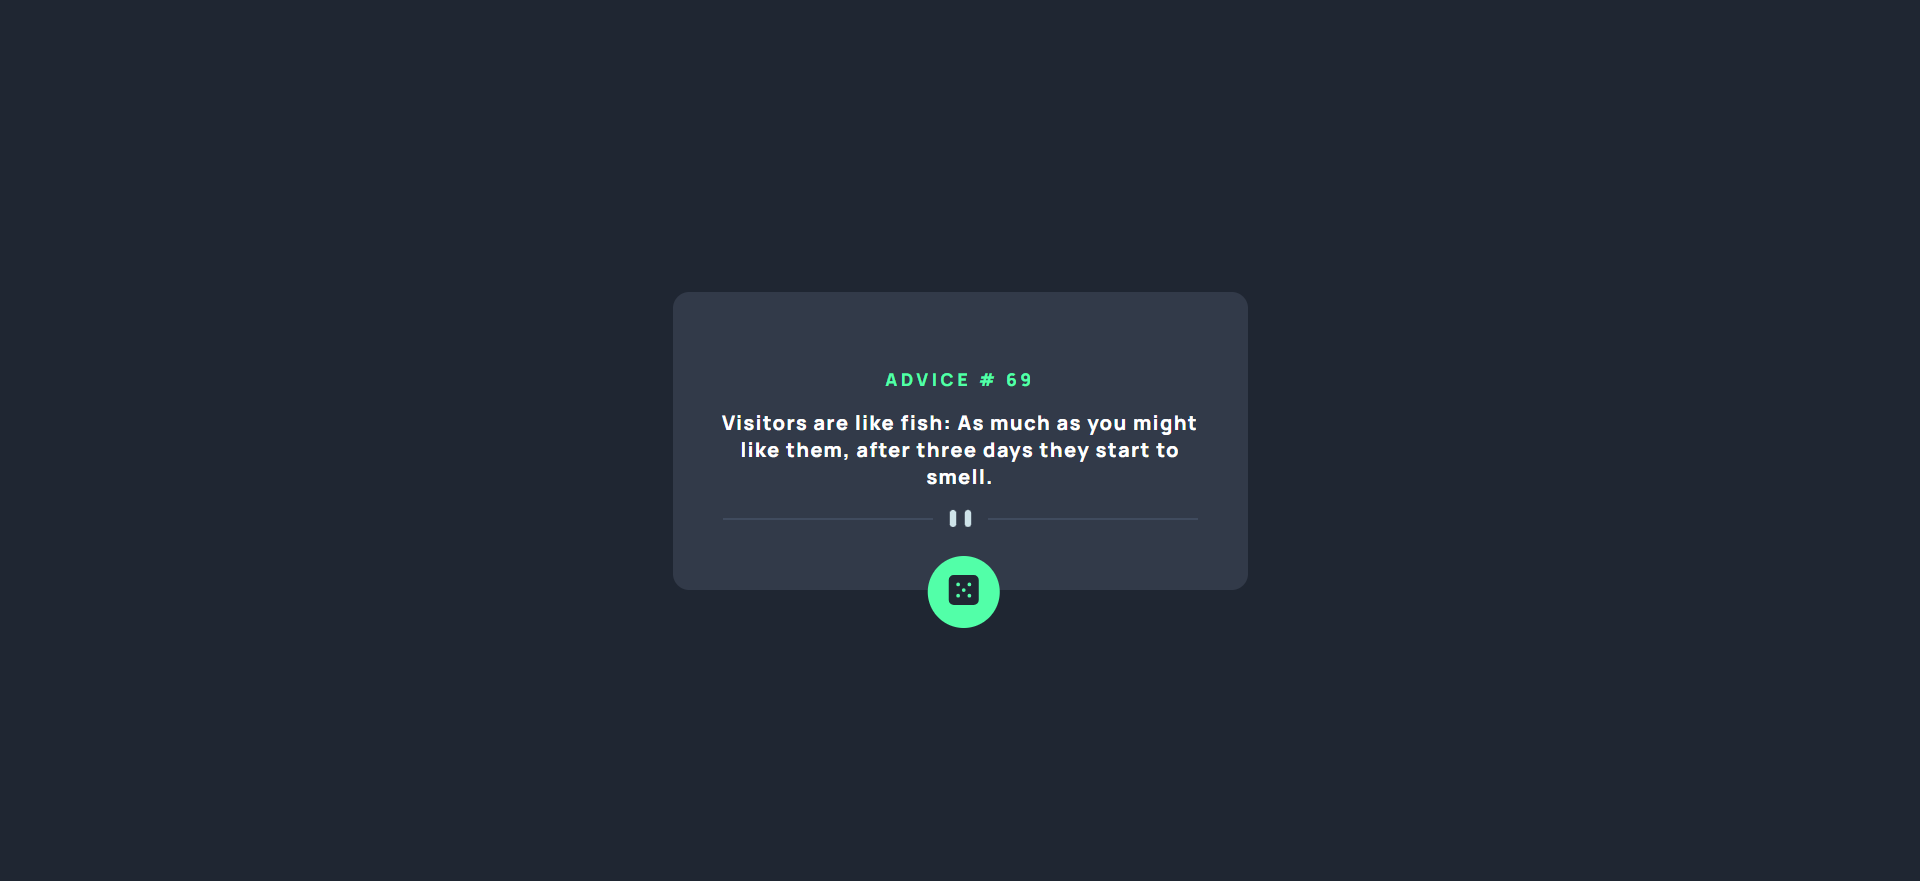 ADVICE # 69
Visitors are like fish: As much as you might
like them, after three days they start to
smell.